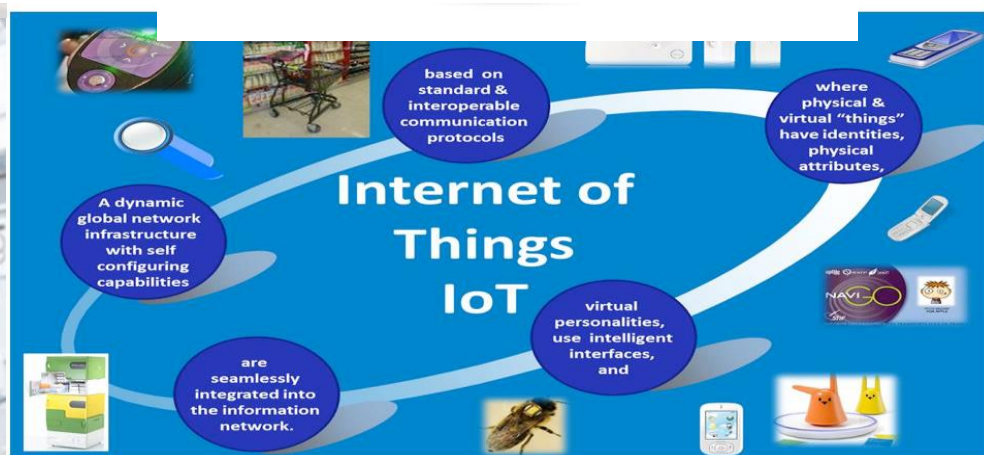 based on
standard &
interoperable
communication
protocols
where
physical &
virtual “things”
have identities,
physical
attributes,
A dynamic
global network
infrastructure
with self
configuring
capabilities
Internet of
Things
IoT
virtual
personalities,
use intelligent
interfaces,
and
are
seamlessly
integrated into
the information
network.
NAVIGO